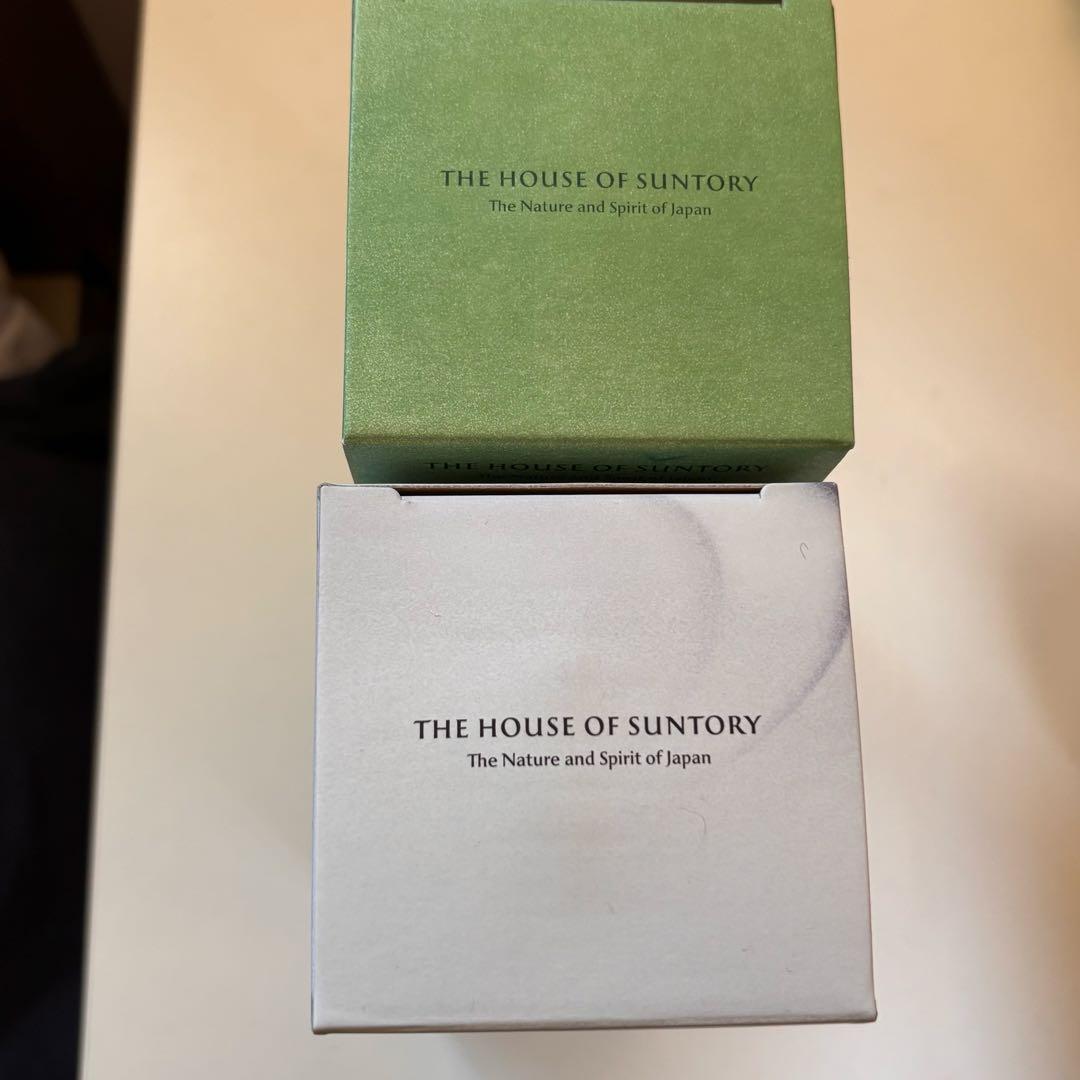 THE HOUSE OF SUNTORY
The Nature and Spirit of Japan
THE HOUSE OF SUNTORY
THE HOUSE OF SUNTORY
The Nature and Spirit of Japan